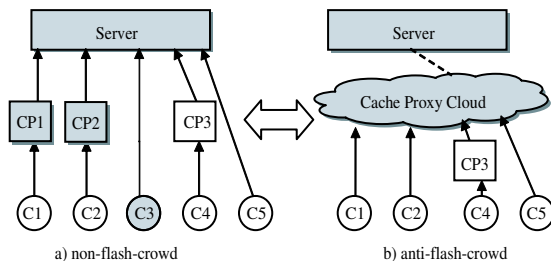 Server
Server
Cache Proxy Cloud
CP1
CP2
CP3
CP3
C1
C2
C3
C4
C5
C1
C2
C4
C5
a) non-flash-crowd
b) anti-flash-crowd